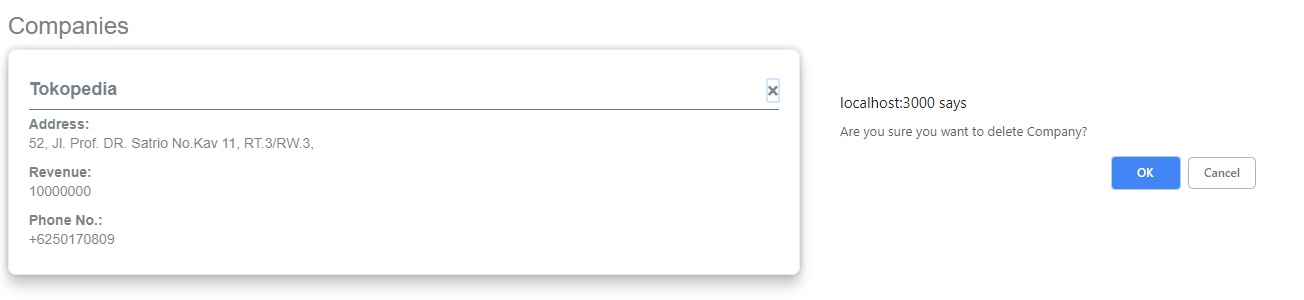 Companies
Tokopedia
×
Address:
52, Jl. Prof. DR. Satrio No.Kav 11, RT.3/RW.3,
Revenue:
10000000
Phone No.:
+6250170809
localhost:3000 says
Are you sure you want to delete Company?
OK Cancel